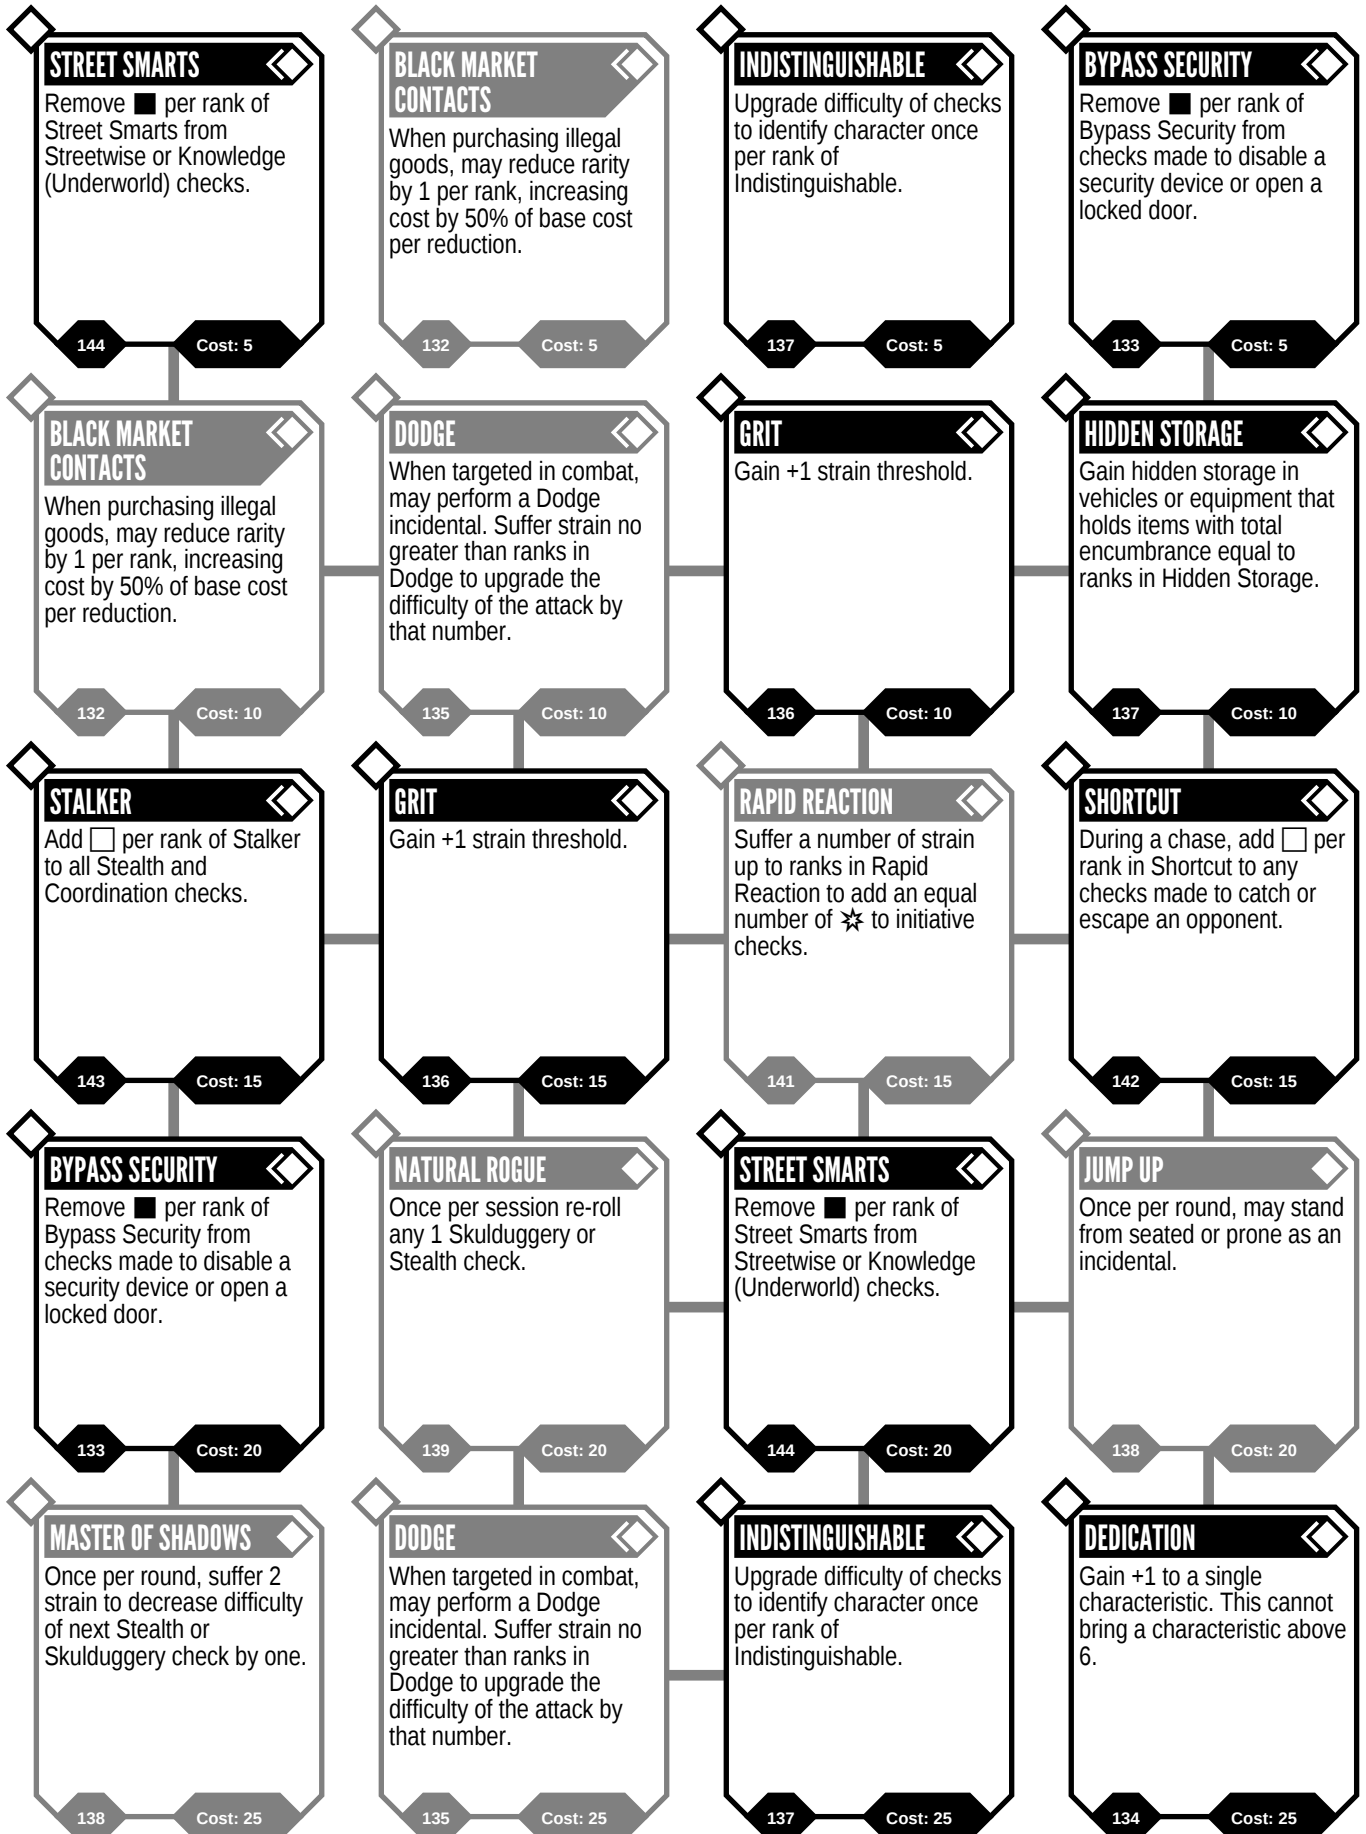 STREET SMARTS
Remove ■ per rank of
Street Smarts from
Streetwise or Knowledge
(Underworld) checks.
144
Cost: 5
BLACK MARKET
CONTACTS
When purchasing illegal
goods, may reduce rarity
by 1 per rank, increasing
cost by 50% of base cost
per reduction.
132
Cost: 5
INDISTINGUISHABLE
Upgrade difficulty of checks
to identify character once
per rank of
Indistinguishable.
137
Cost: 5
BYPASS SECURITY
Remove ■ per rank of
Bypass Security from
checks made to disable a
security device or open a
locked door.
133
Cost: 5
BLACK MARKET
CONTACTS
When purchasing illegal
goods, may reduce rarity
by 1 per rank, increasing
cost by 50% of base cost
per reduction.
132
Cost: 10
DODGE
When targeted in combat,
may perform a Dodge
incidental. Suffer strain no
greater than ranks in
Dodge to upgrade the
difficulty of the attack by
that number.
135
Cost: 10
GRIT
Gain +1 strain threshold.
136
Cost: 10
HIDDEN STORAGE
Gain hidden storage in
vehicles or equipment that
holds items with total
encumbrance equal to
ranks in Hidden Storage.
137
Cost: 10
STALKER
Add □ per rank of Stalker
to all Stealth and
Coordination checks.
143
Cost: 15
GRIT
Gain +1 strain threshold.
136
Cost: 15
RAPID REACTION
Suffer a number of strain
up to ranks in Rapid
Reaction to add an equal
number of to initiative
checks.
141
Cost: 15
SHORTCUT
During a chase, add □ per
rank in Shortcut to any
checks made to catch or
escape an opponent.
142
Cost: 15
BYPASS SECURITY
Remove ■ per rank of
Bypass Security from
checks made to disable a
security device or open a
locked door.
133
Cost: 20
NATURAL ROGUE
Once per session re-roll
any 1 Skulduggery or
Stealth check.
139
Cost: 20
STREET SMARTS
Remove ■ per rank of
Street Smarts from
Streetwise or Knowledge
(Underworld) checks.
144
Cost: 20
JUMP UP
Once per round, may stand
from seated or prone as an
incidental.
138
Cost: 20
MASTER OF SHADOWS
Once per round, suffer 2
strain to decrease difficulty
of next Stealth or
Skulduggery check by one.
138
Cost: 25
DODGE
When targeted in combat,
may perform a Dodge
incidental. Suffer strain no
greater than ranks in
Dodge to upgrade the
difficulty of the attack by
that number.
135
Cost: 25
INDISTINGUISHABLE
Upgrade difficulty of checks
to identify character once
per rank of
Indistinguishable.
137
Cost: 25
DEDICATION
Gain +1 to a single
characteristic. This cannot
bring a characteristic above
6.
134
Cost: 25